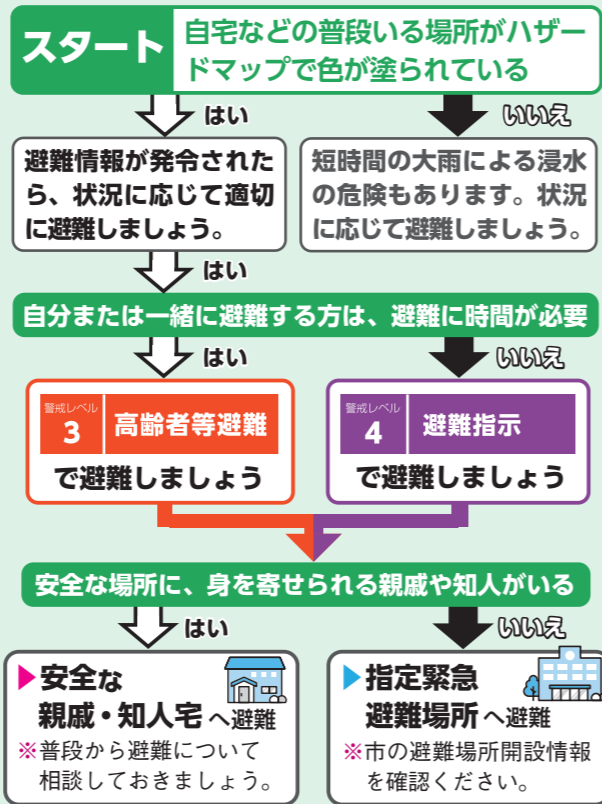 スタート
自宅などの普段いる場所がハザー
ドマップで色が塗られている
はい
いいえ
避難情報が発令された
ら、状況に応じて適切
に避難しましょう。
短時間の大雨による浸水
の危険もあります。状況
に応じて避難しましょう。
はい
自分または一緒に避難する方は、避難に時間が必要
はい
いいえ
警戒レベル
3
高齢者等避難
で避難しましょう
警戒レベル
4
避難指示
で避難しましょう
安全な場所に、身を寄せられる親戚や知人がいる
はい
いいえ
▶安全な
親戚・知人宅へ避難
※普段から避難について
相談しておきましょう。
▶指定緊急
避難場所へ避難
※市の避難場所開設情報
を確認ください。